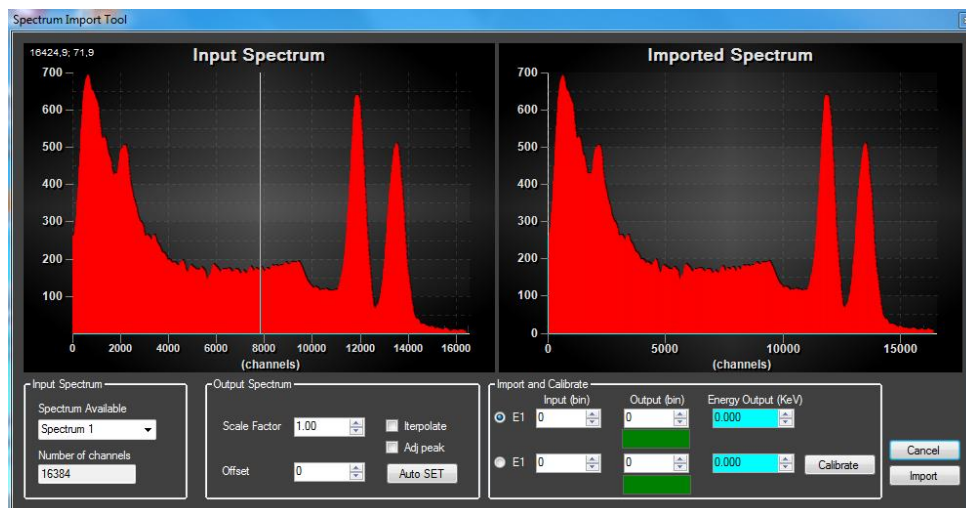 Spectrum Import Tool
16424,9; 71,9
Input Spectrum
700
600
500
400
300
200
100
0 2000 4000 6000 8000 10000 12000 14000 16000
(channels)
Imported Spectrum
700
600
500
400
300
200
100
0
0 5000 10000 15000
(channels)
Input Spectrum
Spectrum Available
Spectrum 1
Number of channels
16384
Output Spectrum
Scale Factor 1.00 Iterpolate
Adj peak
Offset 0 Auto SET
Import and Calibrate
Input (bin) Output (bin) Energy Output (KeV)
E1 0 0 0.000
E1 0 0 0.000 Calibrate
Cancel
Import